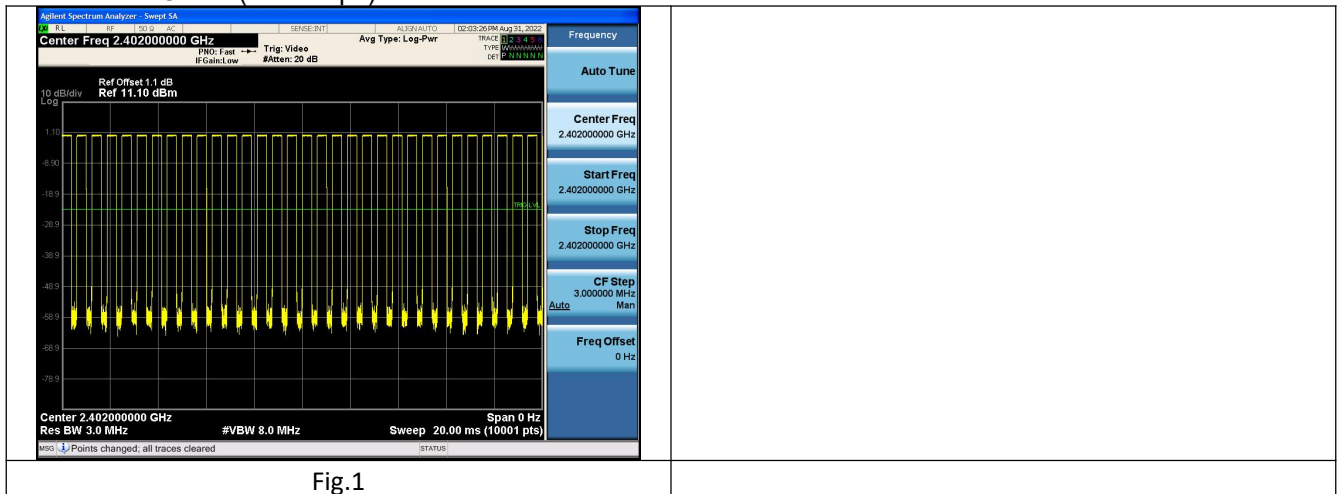 Agilent Spectrum Analyzer - Swept SA
RL RF 50 Ω AC SENSE:INT ALIGNAUTO 02:03:26 PM Aug 31, 2022
Center Freq 2.402000000 GHz
PNO: Fast
IFGain:Low
Trig: Video
#Atten: 20 dB
Avg Type: Log-Pwr
TRACE 1 2 3 4 5 6
TYPE
DET P N N N N N
Ref Offset 1.1 dB
10 dB/div Ref 11.10 dBm
Log
1.10
-8.90
-18.9
-28.9
-38.9
-48.9
-58.9
-68.9
-78.9
TRIG LVL
Center 2.402000000 GHz Span 0 Hz
Res BW 3.0 MHz #VBW 8.0 MHz Sweep 20.00 ms (10001 pts)
MSG Points changed; all traces cleared STATUS
Frequency
Auto Tune
Center Freq
2.402000000 GHz
Start Freq
2.402000000 GHz
Stop Freq
2.402000000 GHz
CF Step
3.000000 MHz
Auto Man
Freq Offset
0 Hz
Fig.1